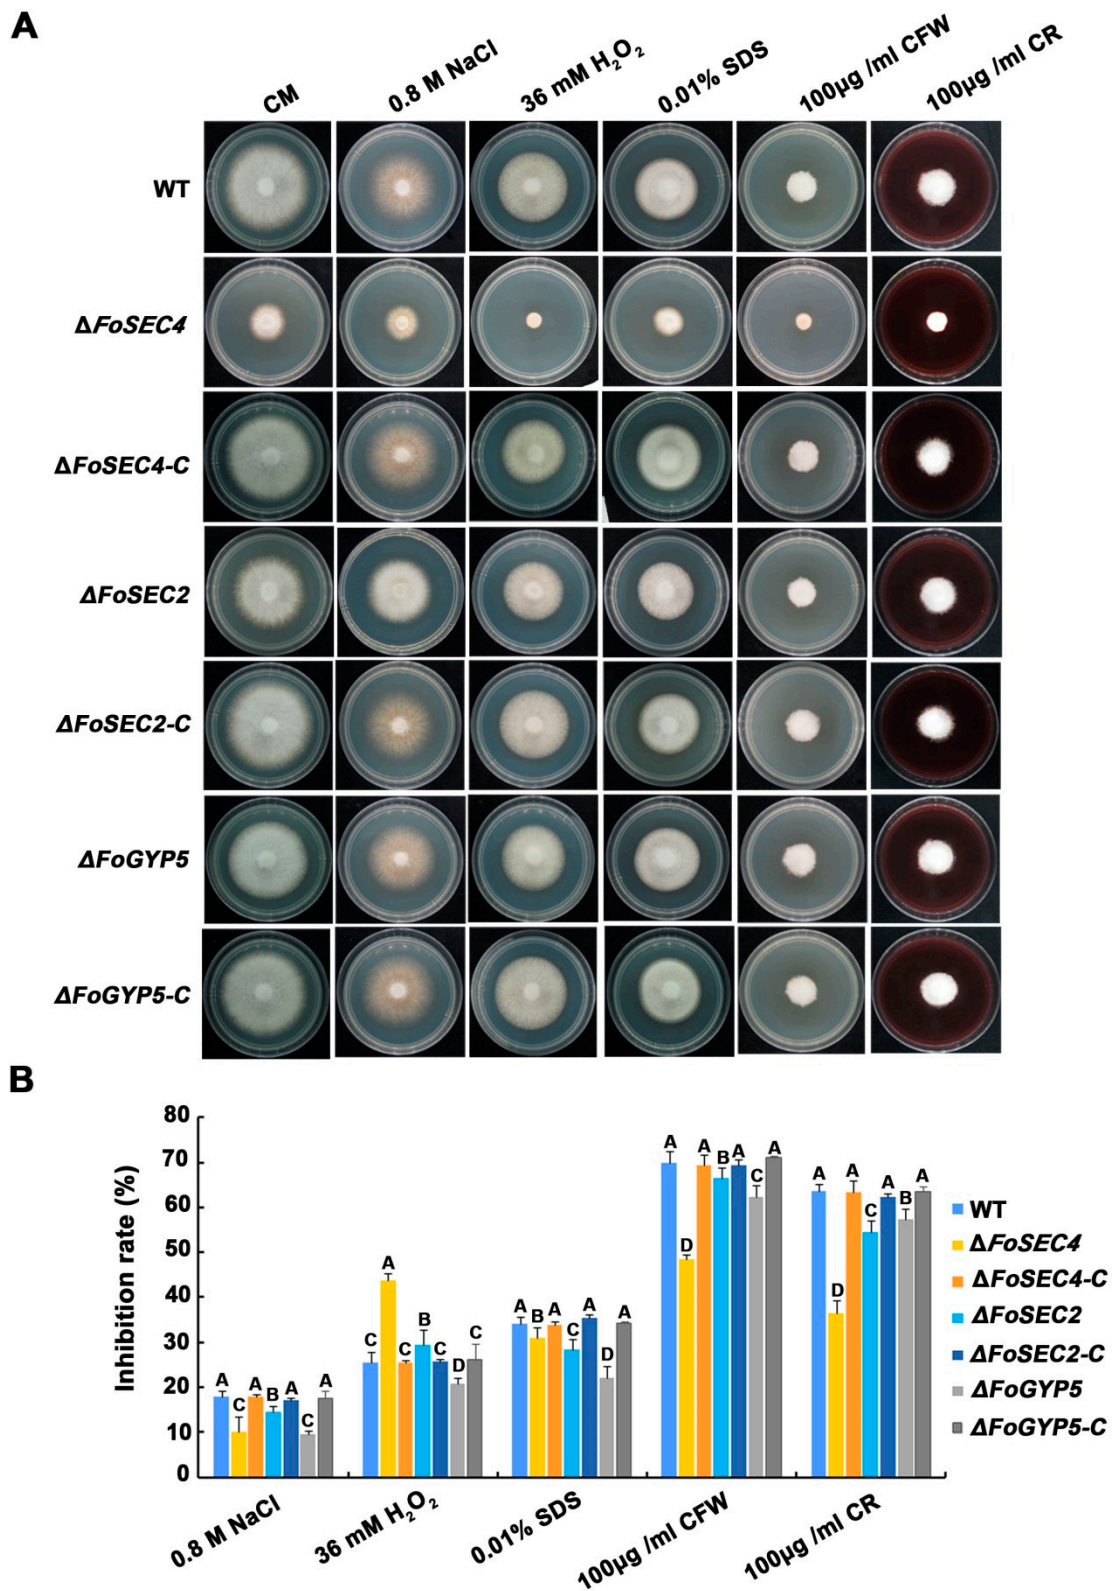 A
CM
0.8 M NaCl
36 mM H₂O₂
0.01% SDS
100μg /ml CFW
100μg /ml CR
WT
ΔFoSEC4
ΔFoSEC4-C
ΔFoSEC2
ΔFoSEC2-C
ΔFoGYP5
ΔFoGYP5-C
B
Inhibition rate (%)
80
70
60
50
40
30
20
10
0
A C A B A C A
C A C B C D C
A B A C A D A
A D A B A C A
A D A C A B A
0.8 M NaCl
36 mM H₂O₂
0.01% SDS
100μg /ml CFW
100μg /ml CR
WT
ΔFoSEC4
ΔFoSEC4-C
ΔFoSEC2
ΔFoSEC2-C
ΔFoGYP5
ΔFoGYP5-C